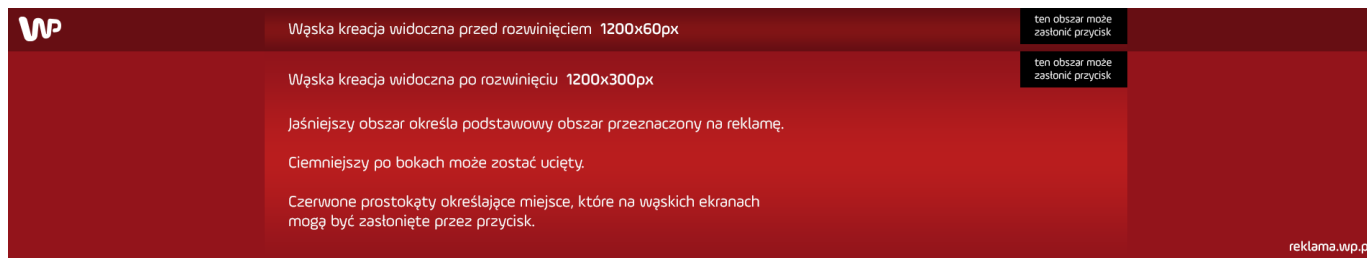 WP
Wąska kreacja widoczna przed rozwinięciem 1200x60px
ten obszar może
zasłonić przycisk
Wąska kreacja widoczna po rozwinięciu 1200x300px
ten obszar może
zasłonić przycisk
Jaśniejszy obszar określa podstawowy obszar przeznaczony na reklamę.
Ciemniejszy po bokach może zostać ucięty.
Czerwone prostokąty określające miejsce, które na wąskich ekranach
mogą być zasłonięte przez przycisk.
reklama.wp.p